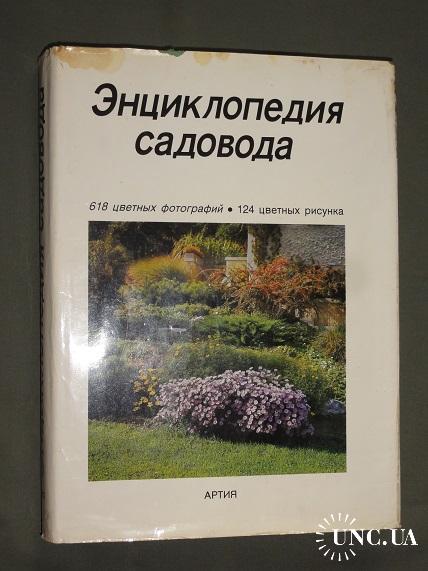 Энциклопедия
садовода
618 цветных фотографий • 124 цветных рисунка
АРТИЯ
UNC.UA